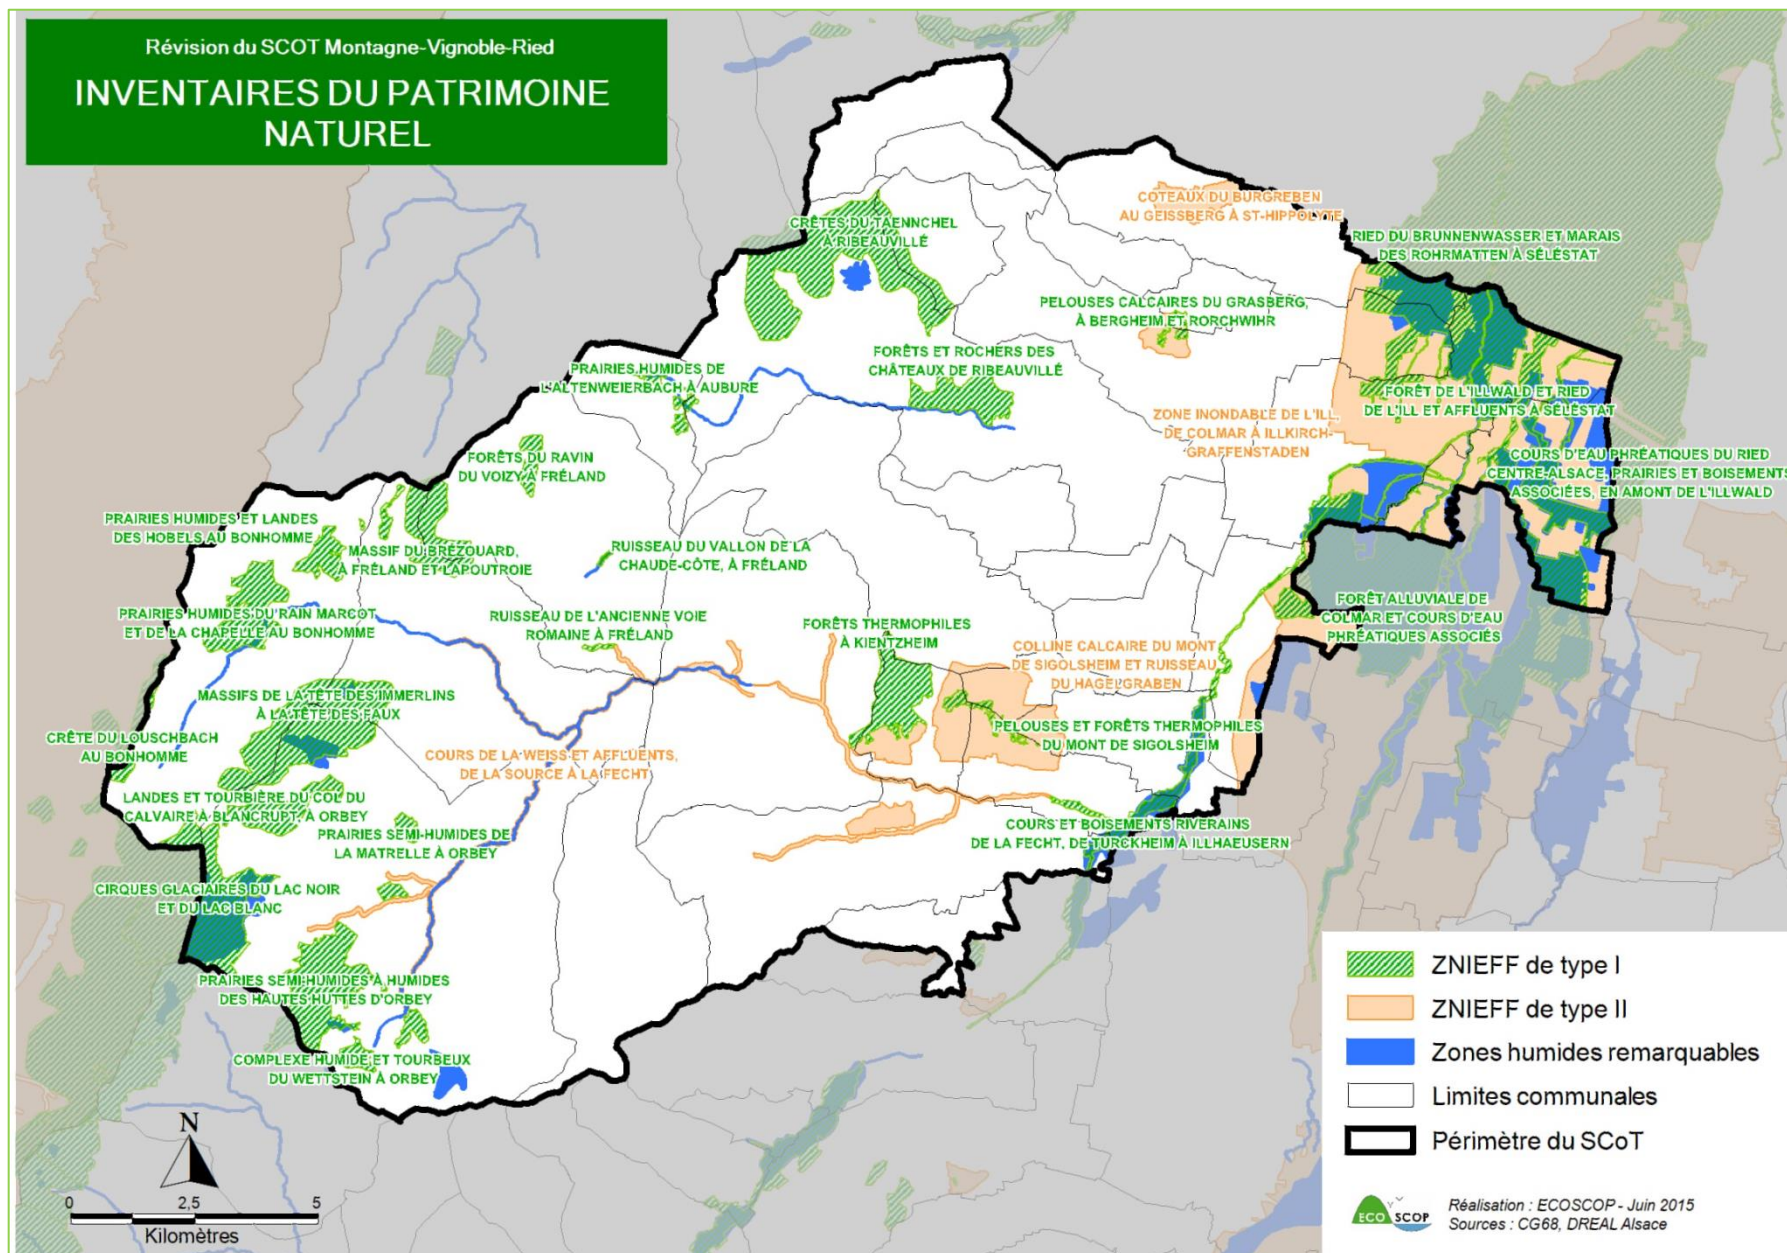 Révision du SCOT Montagne-Vignoble-Ried
INVENTAIRES DU PATRIMOINE
NATUREL
COTEAUX DU BURGREBEN
AU GEISSBERG À ST-HIPPOLYTE
CRÊTES DU TAENNCHEL
À RIBEAUVILLÉ
RIED DU BRUNNENWASSER ET MARAIS
DES ROHRMATTEN À SÉLESTAT
PELOUSES CALCAIRES DU GRASBERG,
À BERGHEIM ET RORCHWIHR
FORÊTS ET ROCHERS DES
CHÂTEAUX DE RIBEAUVILLÉ
PRAIRIES HUMIDES DE
L'ALTENWEIERBACH À AUBURE
FORÊT DE L'ILLWALD ET RIED
DE L'ILL ET AFFLUENTS À SÉLESTAT
ZONE INONDABLE DE L'ILL,
DE COLMAR À ILLKIRCH-
GRAFFENSTADEN
FORÊTS DU RAVIN
DU VOIZY À FRÉLAND
COURS D'EAU PHRÉATIQUES DU RIED
CENTRE-ALSACE, PRAIRIES ET BOISEMENTS
ASSOCIÉES, EN AMONT DE L'ILLWALD
PRAIRIES HUMIDES ET LANDES
DES HOBELS AU BONHOMME
MASSIF DU BRÉZOUARD,
À FRÉLAND ET LAPOUTROIE
RUISSEAU DU VALLON DE LA
CHAUDE-CÔTE, À FRÉLAND
PRAIRIES HUMIDES DU RAIN MARCOT
ET DE LA CHAPELLE AU BONHOMME
RUISSEAU DE L'ANCIENNE VOIE
ROMAINE À FRÉLAND
FORÊTS THERMOPHILES
À KIENTZHEIM
FORÊT ALLUVIALE DE
COLMAR ET COURS D'EAU
PHRÉATIQUES ASSOCIÉS
COLLINE CALCAIRE DU MONT
DE SIGOLSHEIM ET RUISSEAU
DU HAGELGRABEN
MASSIFS DE LA TÊTE DES IMMERLINS
À LA TÊTE DES FAUX
PELOUSES ET FORÊTS THERMOPHILES
DU MONT DE SIGOLSHEIM
CRÊTE DU LOUSCHBACH
AU BONHOMME
COURS DE LA WEISS ET AFFLUENTS,
DE LA SOURCE À LA FECHT
LANDES ET TOURBIÈRE DU COL DU
CALVAIRE À BLANCRUPT, À ORBEY
PRAIRIES SEMI-HUMIDES DE
LA MATRELLE À ORBEY
COURS ET BOISEMENTS RIVERAINS
DE LA FECHT, DE TURCKHEIM À ILLHAEUSERN
CIRQUES GLACIAIRES DU LAC NOIR
ET DU LAC BLANC
PRAIRIES SEMI-HUMIDES À HUMIDES
DES HAUTES HUTTES D'ORBEY
COMPLEXE HUMIDE ET TOURBEUX
DU WETTSTEIN À ORBEY
ZNIEFF de type I
ZNIEFF de type II
Zones humides remarquables
Limites communales
Périmètre du SCoT
N
0 2,5 5
Kilomètres
ECO SCOP
Réalisation : ECOSCOP - Juin 2015
Sources : CG68, DREAL Alsace